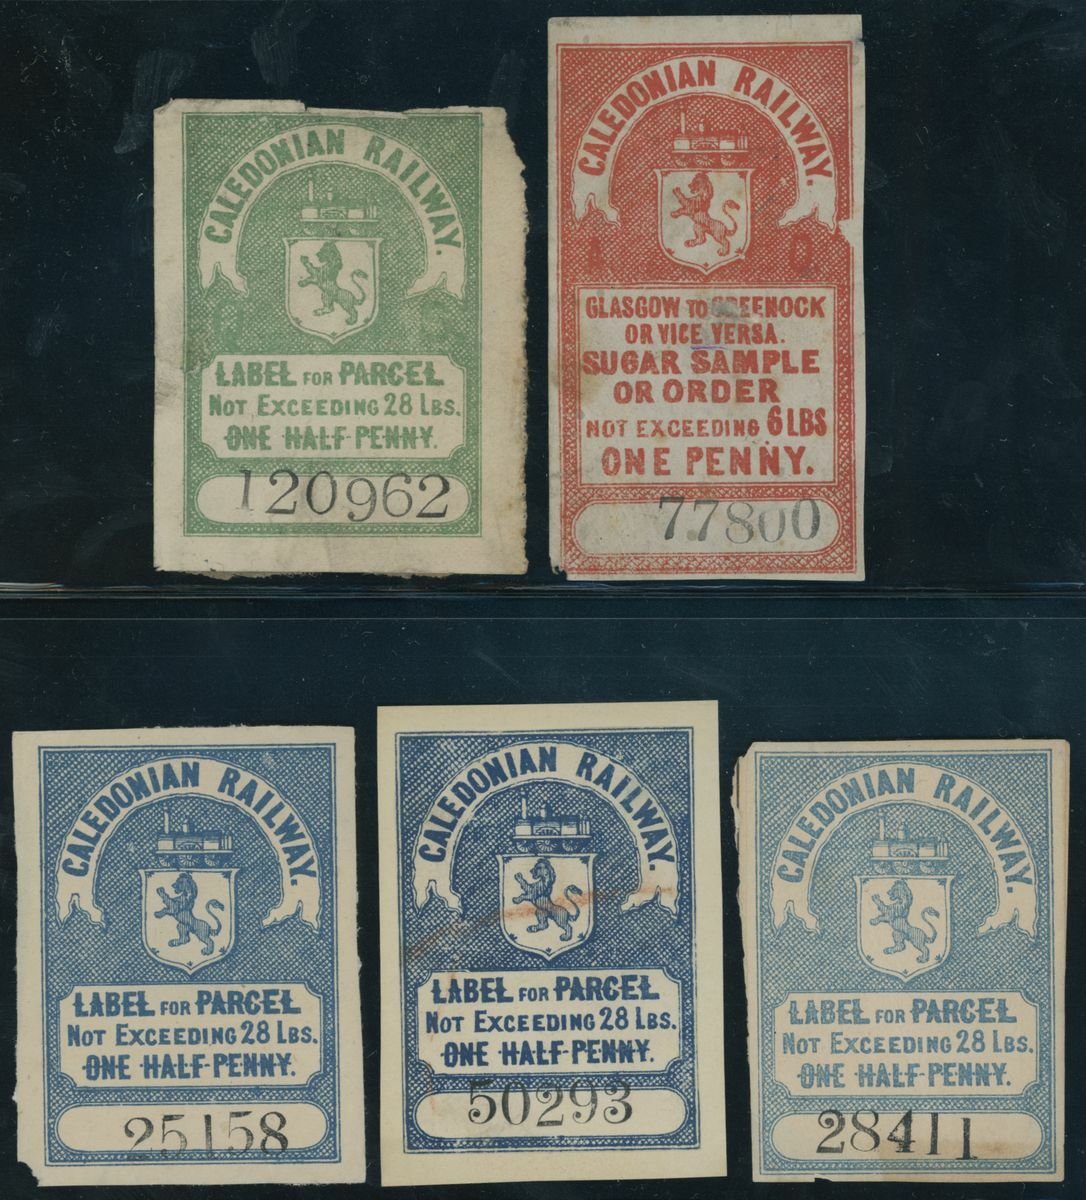 CALEDONIAN RAILWAY.
LABEL FOR PARCEL
NOT EXCEEDING 28 LBS.
ONE HALF-PENNY.
120962
CALEDONIAN RAILWAY.
A D
GLASGOW TO GREENOCK
OR VICE VERSA.
SUGAR SAMPLE
OR ORDER
NOT EXCEEDING 6 LBS
ONE PENNY.
77800
CALEDONIAN RAILWAY.
LABEL FOR PARCEL
NOT EXCEEDING 28 LBS.
ONE HALF-PENNY.
25158
CALEDONIAN RAILWAY.
LABEL FOR PARCEL
NOT EXCEEDING 28 LBS.
ONE HALF-PENNY.
50293
CALEDONIAN RAILWAY.
LABEL FOR PARCEL
NOT EXCEEDING 28 LBS.
ONE HALF-PENNY.
28411